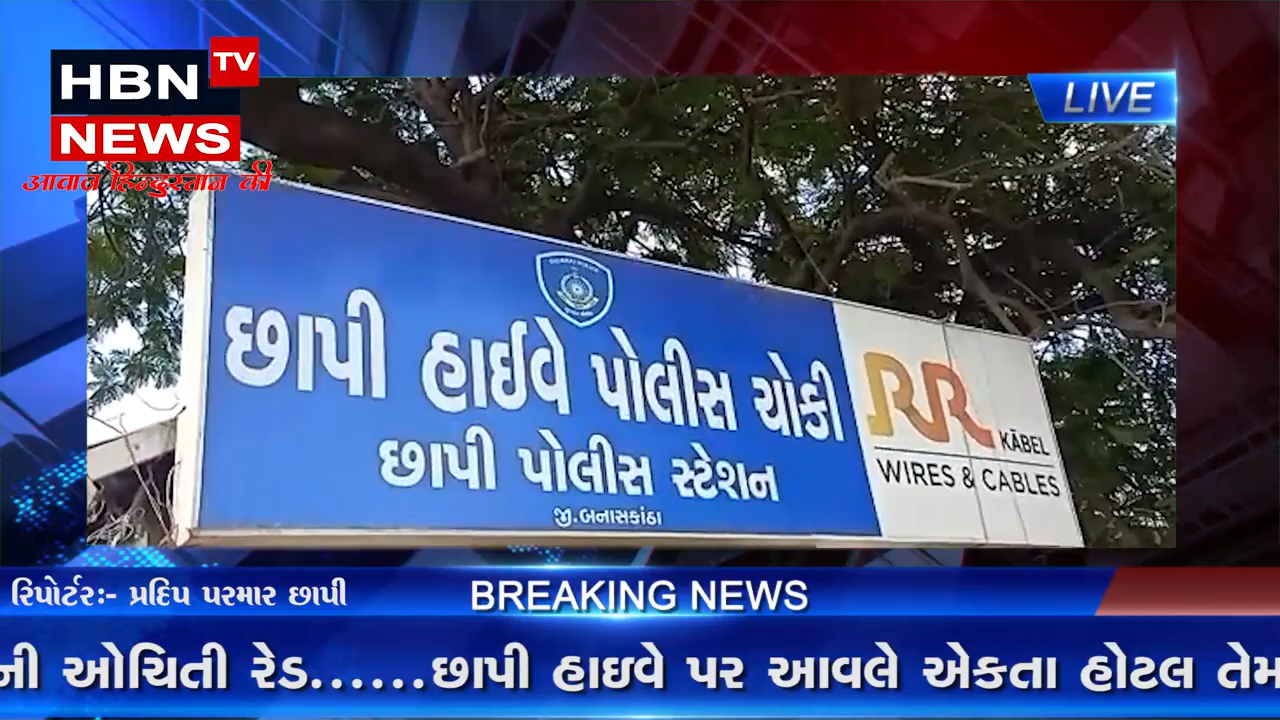 HBN TV
NEWS
आवाज हिन्दुस्तान की
LIVE
છાપી હાઈવે પોલીસ ચોકી
છાપી પોલીસ સ્ટેશન
જી.બનાસકાંઠા
RR
KĀBEL
WIRES & CABLES
રિપોર્ટરઃ- પ્રદિપ પરમાર છાપી
BREAKING NEWS
ની ઓચિતી રેડ......છાપી હાઇવે પર આવલે એકતા હોટલ તેમ